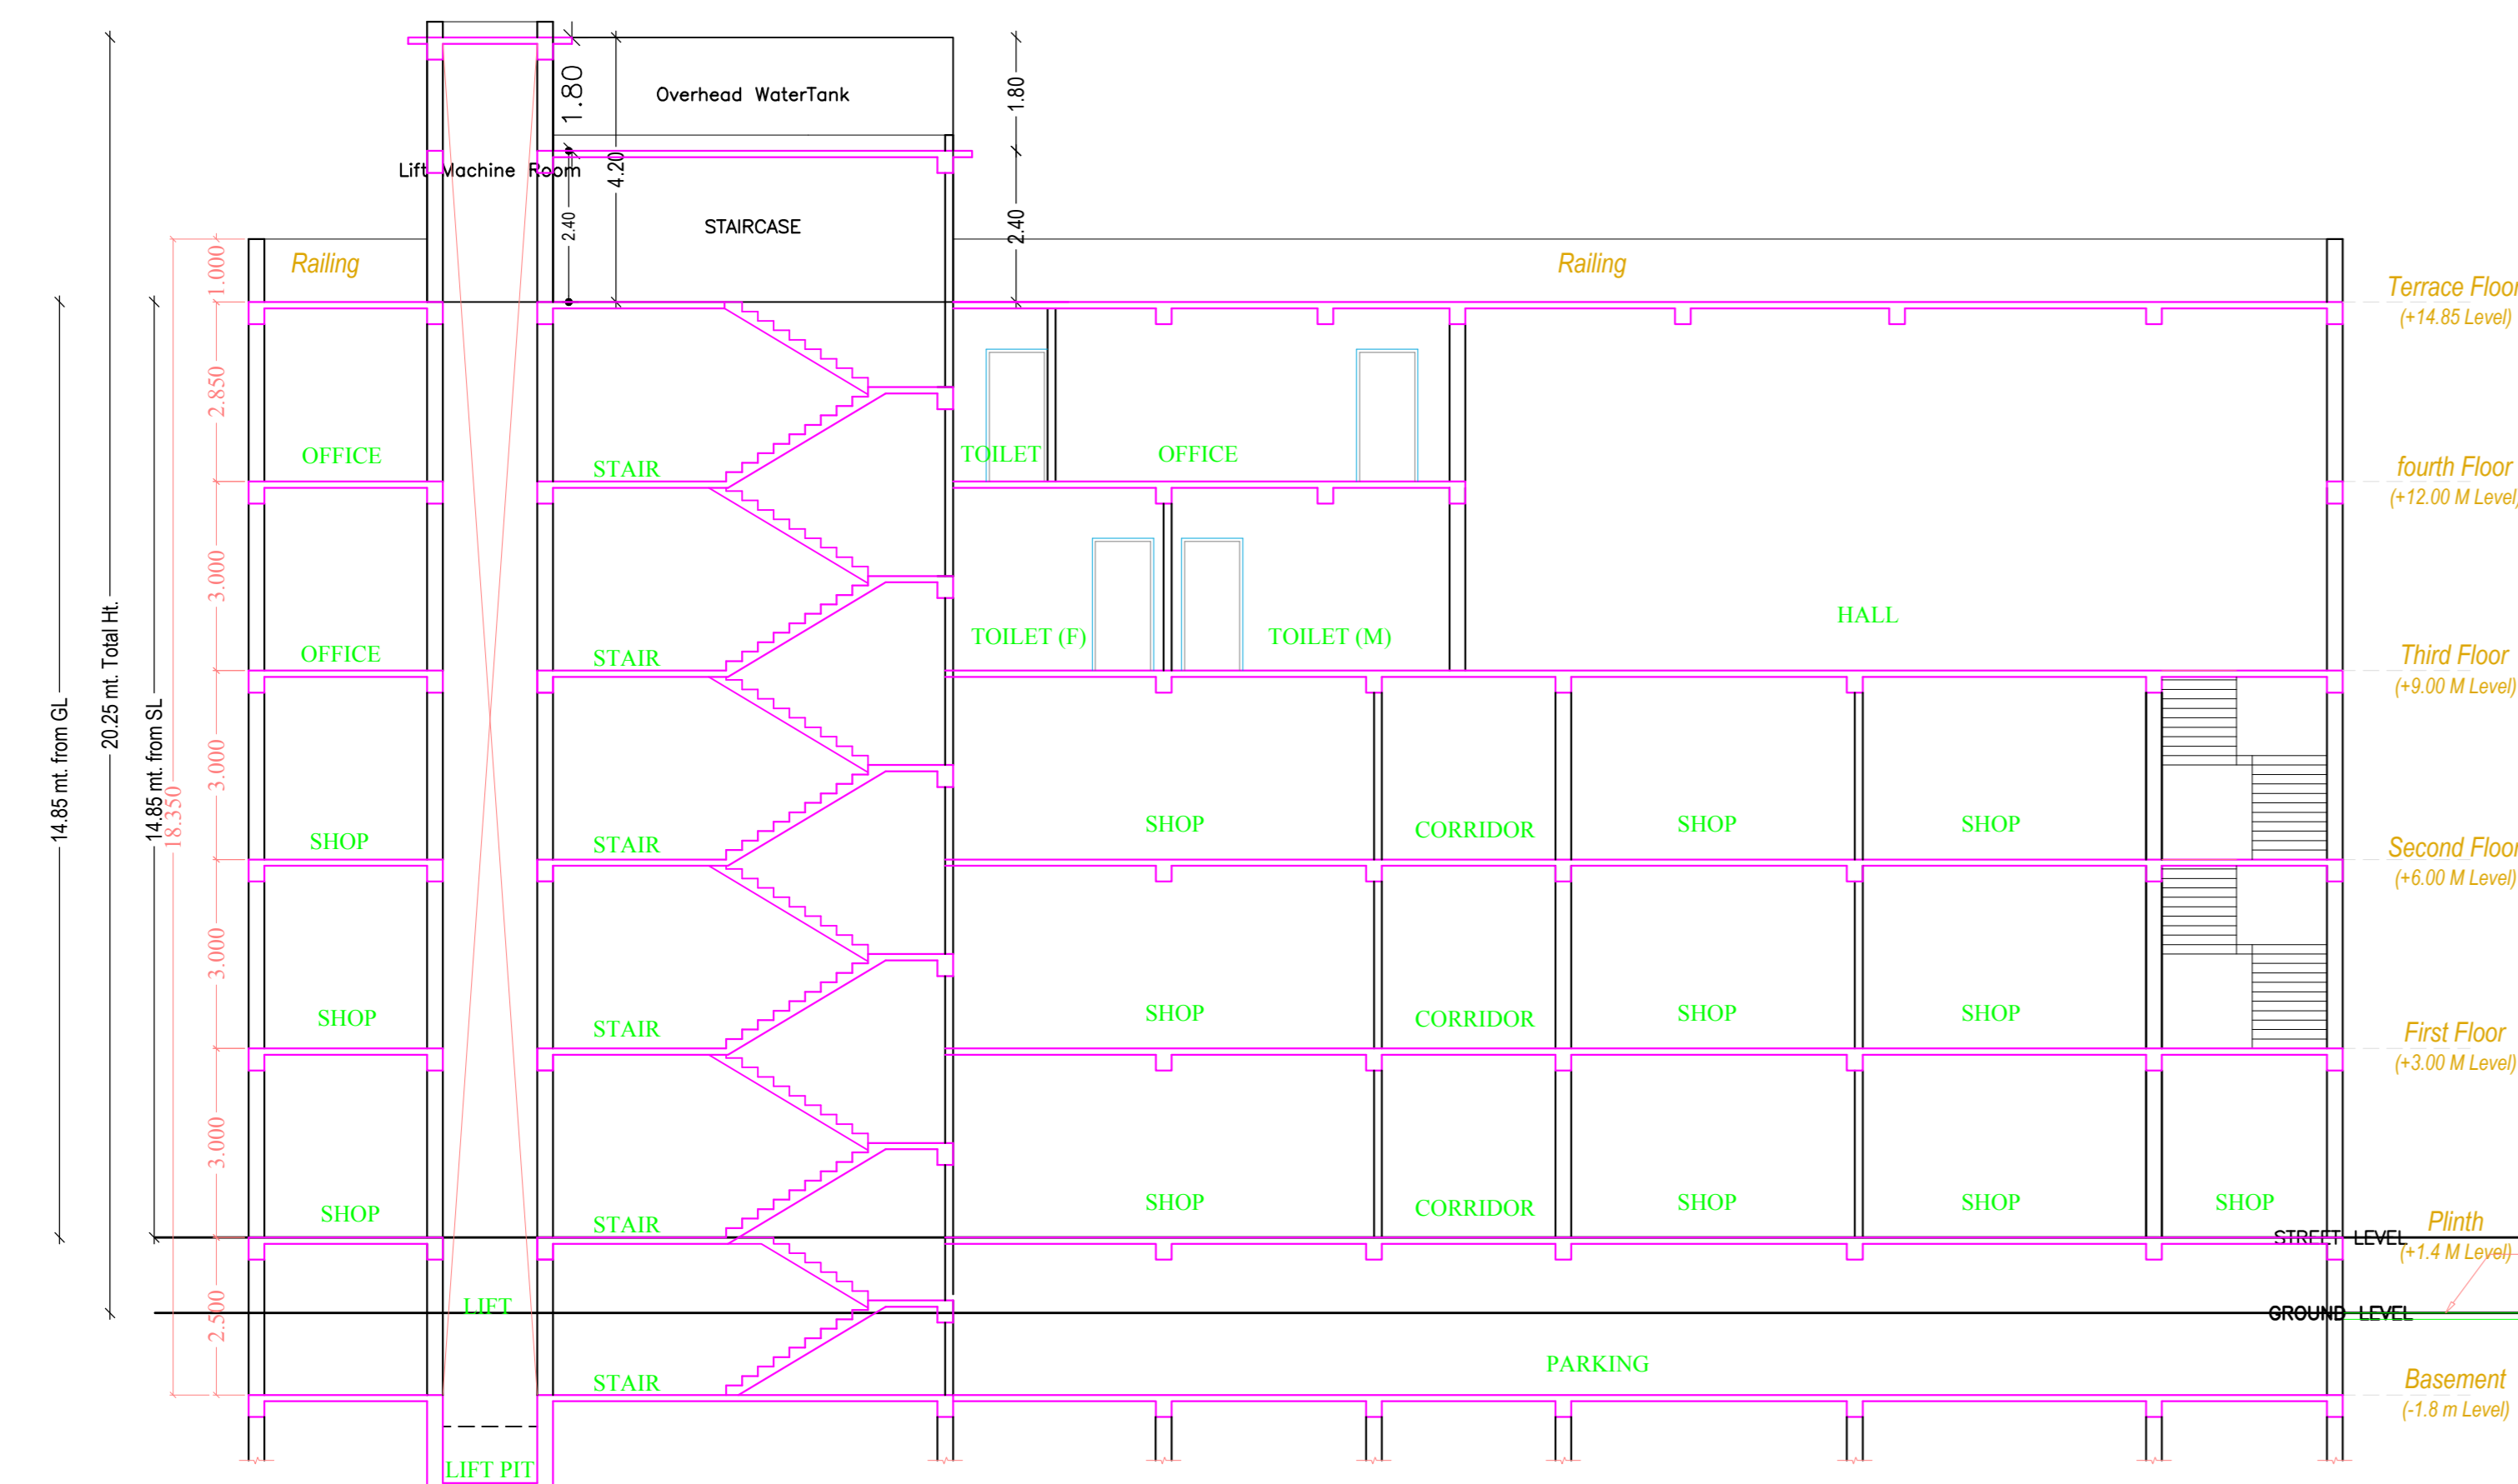 1.80
Overhead WaterTank
1.80
4.20
Lift Machine Room
2.40
STAIRCASE
2.40
1.000
Railing
Railing
Terrace Floor
(+14.85 Level)
2.850
OFFICE
STAIR
TOILET
OFFICE
fourth Floor
(+12.00 M Level)
3.000
OFFICE
STAIR
TOILET (F)
TOILET (M)
HALL
Third Floor
(+9.00 M Level)
14.85 mt. from GL
20.25 mt. Total Ht.
14.85 mt. from SL
18.350
3.000
SHOP
STAIR
SHOP
CORRIDOR
SHOP
SHOP
Second Floor
(+6.00 M Level)
3.000
SHOP
STAIR
SHOP
CORRIDOR
SHOP
SHOP
First Floor
(+3.00 M Level)
3.000
SHOP
STAIR
SHOP
CORRIDOR
SHOP
SHOP
SHOP
Plinth
STREET LEVEL
(+1.4 M Level)
2.500
LIFT
GROUND LEVEL
STAIR
PARKING
Basement
(-1.8 m Level)
LIFT PIT